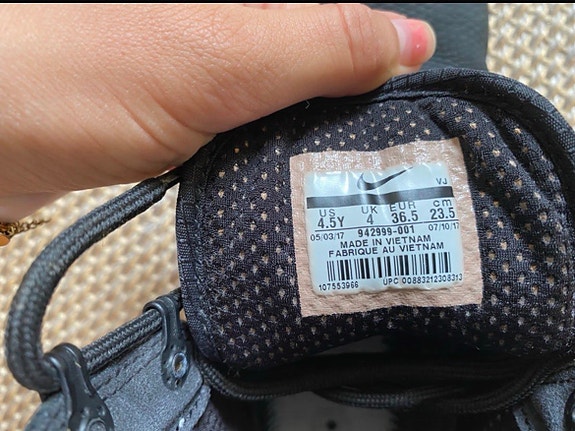 VJ
US UK EUR cm
4.5Y 4 36.5 23.5
05/03/17 942999-001 07/10/17
MADE IN VIETNAM
FABRIQUE AU VIETNAM
107553966 UPC 00883212308313